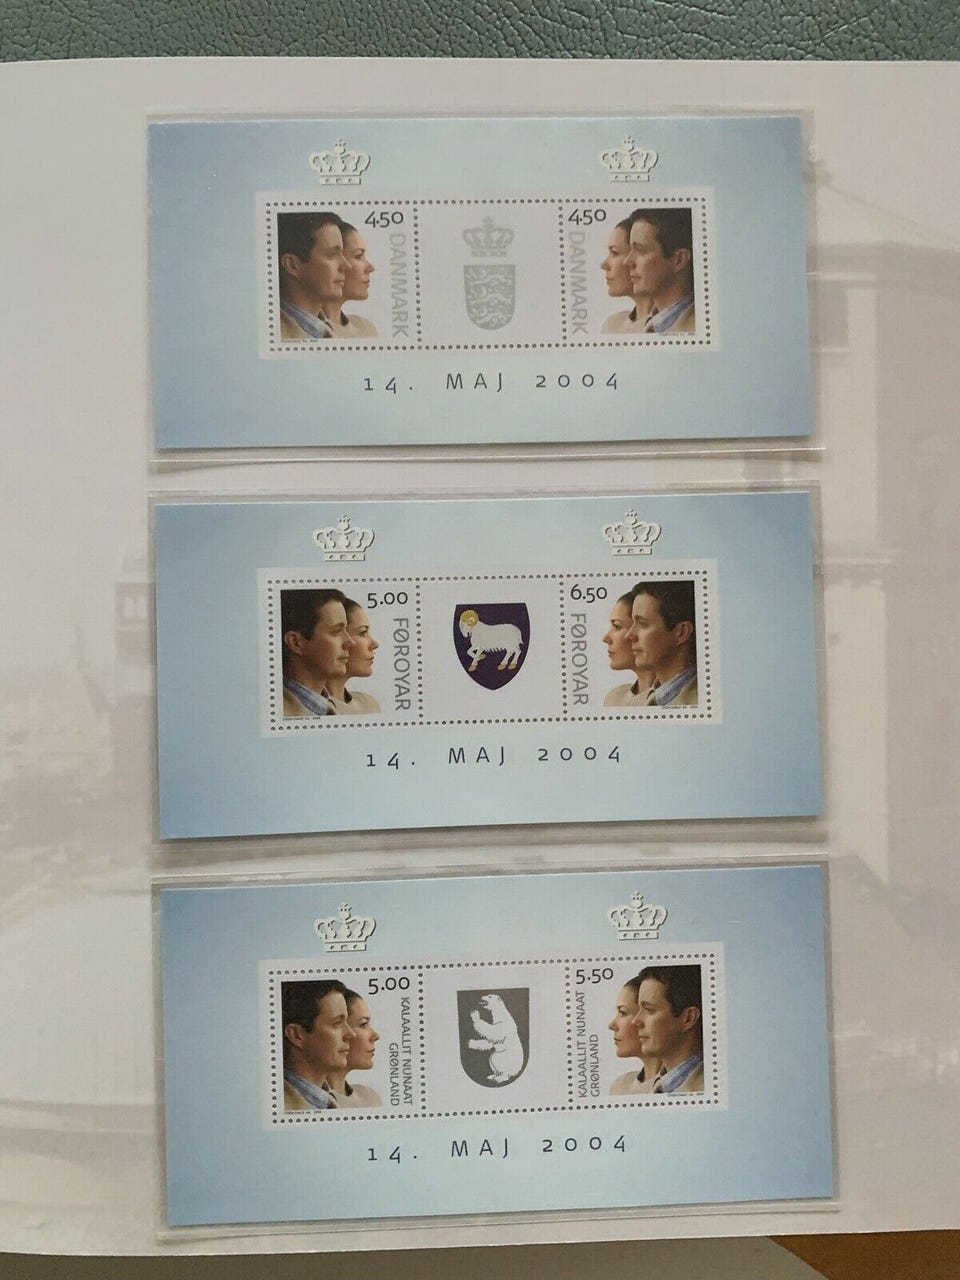 4.50
DANMARK
4.50
DANMARK
14. MAJ 2004
5.00
FØROYAR
6.50
FØROYAR
14. MAJ 2004
5.00
KALAALLIT NUNAAT
GRØNLAND
5.50
KALAALLIT NUNAAT
GRØNLAND
14. MAJ 2004